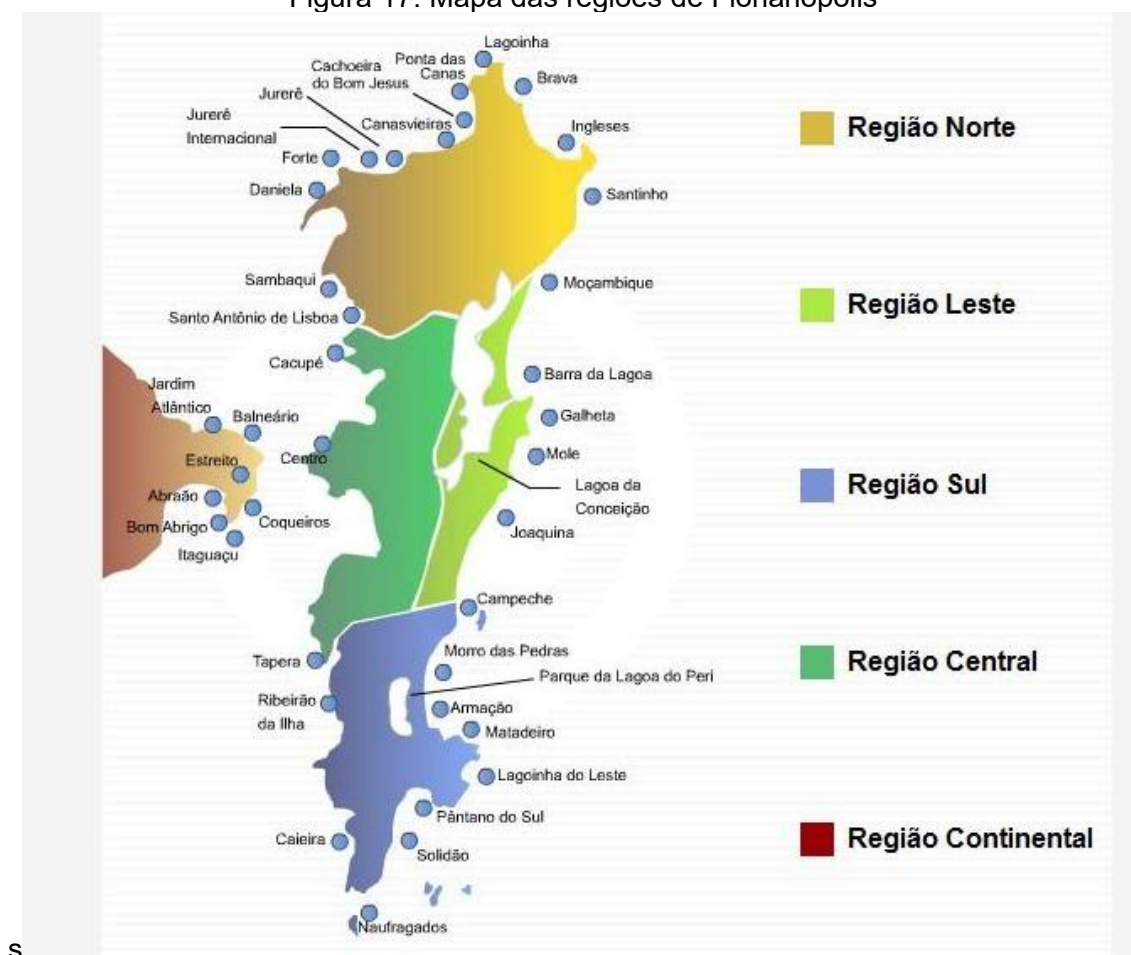 Figura 17: Mapa das regiões de Florianópolis
Lagoinha
Ponta das
Canas
Cachoeira
do Bom Jesus
Brava
Jurerê
Jurerê
Internacional
Canasvieiras
Ingleses
Forte
Daniela
Santinho
Sambaqui
Moçambique
Santo Antônio de Lisboa
Cacupé
Barra da Lagoa
Jardim
Atlântico
Balneário
Galheta
Estreito
Centro
Mole
Abraão
Lagoa da
Conceição
Bom Abrigo
Coqueiros
Joaquina
Itaguaçu
Campeche
Tapera
Morro das Pedras
Parque da Lagoa do Peri
Ribeirão
da Ilha
Armação
Matadeiro
Lagoinha do Leste
Pântano do Sul
Caieira
Solidão
Naufragados
Região Norte
Região Leste
Região Sul
Região Central
Região Continental
s